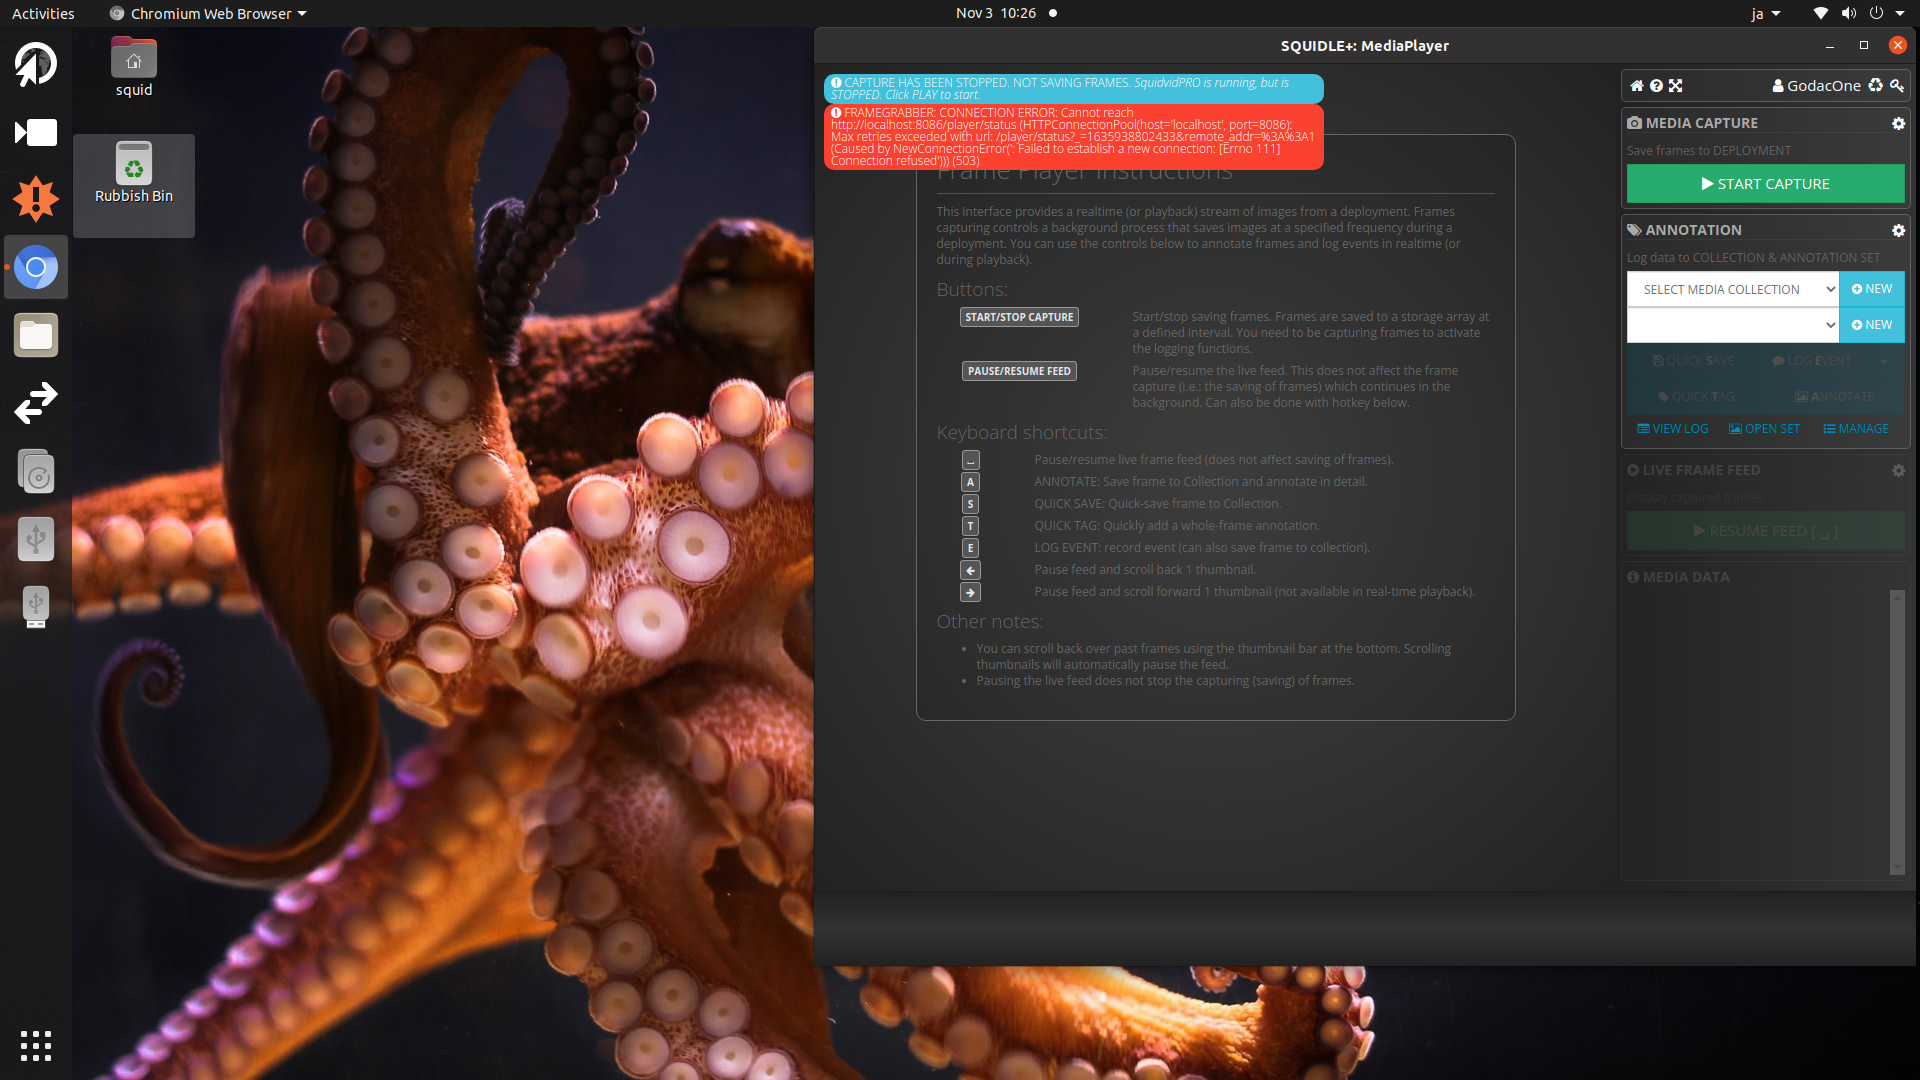 Activities
Chromium Web Browser
Nov 3 10:26
ja
squid
Rubbish Bin
SQUIDLE+: MediaPlayer
CAPTURE HAS BEEN STOPPED. NOT SAVING FRAMES. SquidvidPRO is running, but is
STOPPED. Click PLAY to start.
FRAMEGRABBER: CONNECTION ERROR: Cannot reach
http://localhost:8086/player/status (HTTPConnectionPool(host='localhost', port=8086):
Max retries exceeded with url: /player/status?_=1635938802433&remote_addr=%3A%3A1
(Caused by NewConnectionError(': Failed to establish a new connection: [Errno 111]
Connection refused'))) (503)
Frame Player Instructions
This interface provides a realtime (or playback) stream of images from a deployment. Frames
capturing controls a background process that saves images at a specified frequency during a
deployment. You can use the controls below to annotate frames and log events in realtime (or
during playback).
Buttons:
START/STOP CAPTURE
Start/stop saving frames. Frames are saved to a storage array at
a defined interval. You need to be capturing frames to activate
the logging functions.
PAUSE/RESUME FEED
Pause/resume the live feed. This does not affect the frame
capture (i.e.: the saving of frames) which continues in the
background. Can also be done with hotkey below.
Keyboard shortcuts:
␣ Pause/resume live frame feed (does not affect saving of frames).
A ANNOTATE: Save frame to Collection and annotate in detail.
S QUICK SAVE: Quick-save frame to Collection.
T QUICK TAG: Quickly add a whole-frame annotation.
E LOG EVENT: record event (can also save frame to collection).
← Pause feed and scroll back 1 thumbnail.
→ Pause feed and scroll forward 1 thumbnail (not available in real-time playback).
Other notes:
• You can scroll back over past frames using the thumbnail bar at the bottom. Scrolling
thumbnails will automatically pause the feed.
• Pausing the live feed does not stop the capturing (saving) of frames.
GodacOne
MEDIA CAPTURE
Save frames to DEPLOYMENT
START CAPTURE
ANNOTATION
Log data to COLLECTION & ANNOTATION SET
SELECT MEDIA COLLECTION
NEW
NEW
QUICK SAVE
LOG EVENT
QUICK TAG
ANNOTATE
VIEW LOG
OPEN SET
MANAGE
LIVE FRAME FEED
Display captured frames
RESUME FEED [ ␣ ]
MEDIA DATA